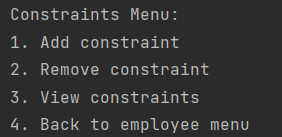 Constraints Menu:
1. Add constraint
2. Remove constraint
3. View constraints
4. Back to employee menu